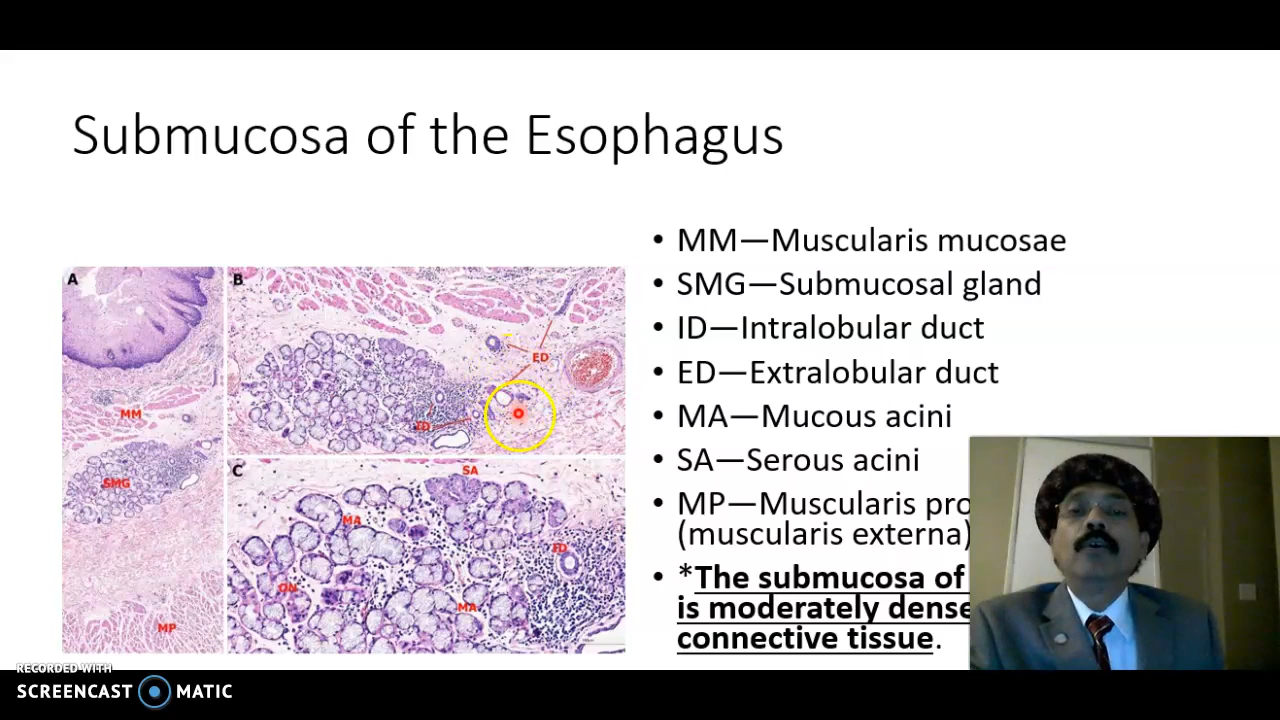 Submucosa of the Esophagus
• MM—Muscularis mucosae
• SMG—Submucosal gland
• ID—Intralobular duct
• ED—Extralobular duct
• MA—Mucous acini
• SA—Serous acini
• MP—Muscularis pro
(muscularis externa)
• *The submucosa of
is moderately dense
connective tissue.
A
MM
SMG
MP
B
ED
ID
C
SA
MA
ID
MA
RECORDED WITH
SCREENCAST MATIC